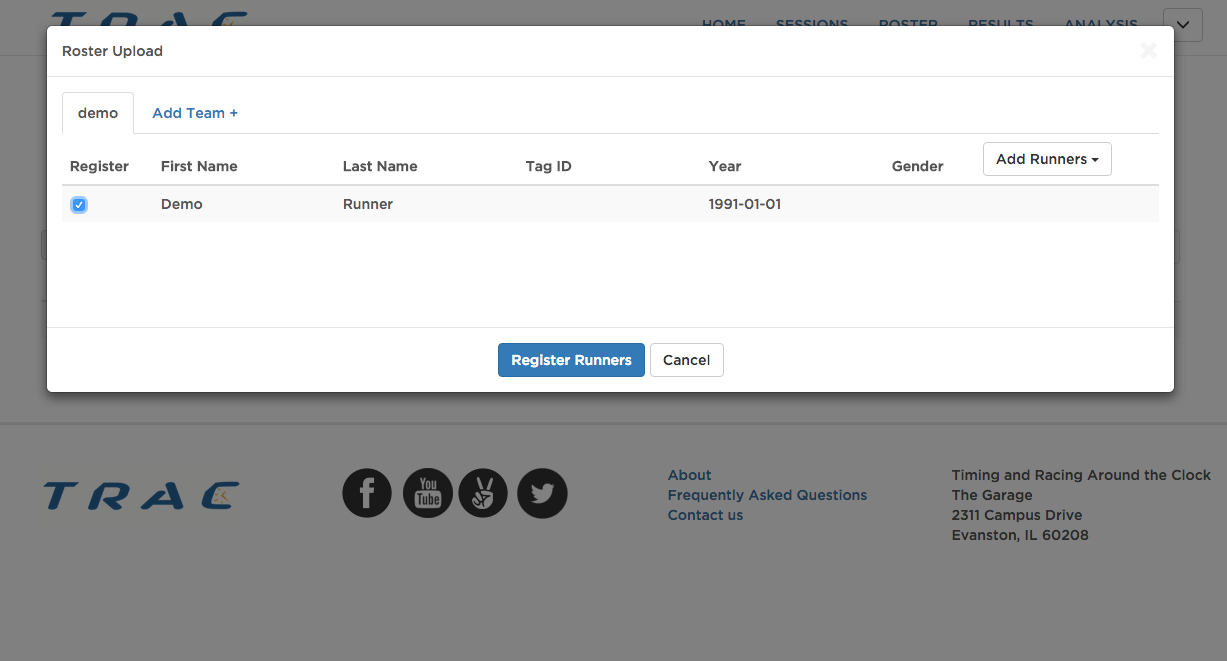 TRAC
HOME SESSIONS ROSTER RESULTS ANALYSIS
Roster Upload
demo Add Team +
Register First Name Last Name Tag ID Year Gender Add Runners
Demo Runner 1991-01-01
Register Runners Cancel
TRAC
You
Tube
About
Frequently Asked Questions
Contact us
Timing and Racing Around the Clock
The Garage
2311 Campus Drive
Evanston, IL 60208